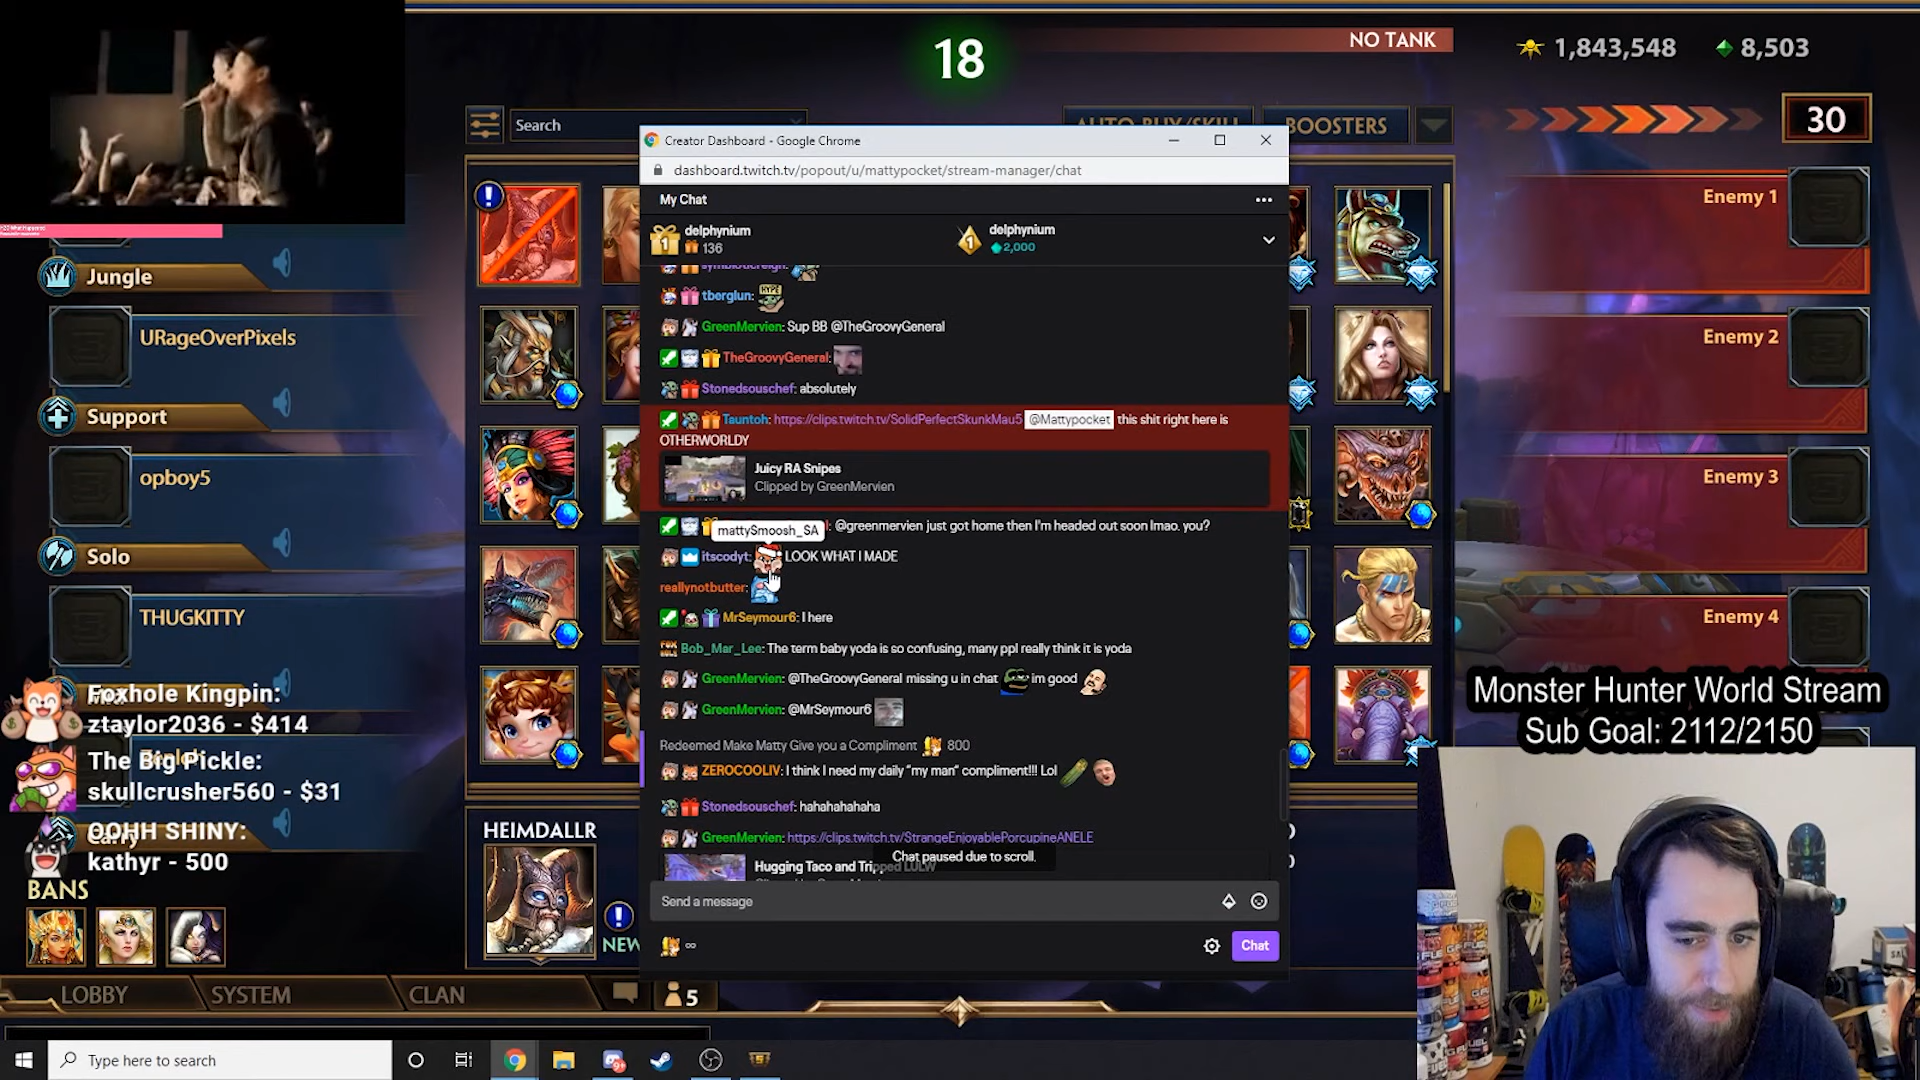 18
NO TANK
1,843,548
8,503
Search
AUTO BUY/SKILL
BOOSTERS
30
Creator Dashboard - Google Chrome
dashboard.twitch.tv/popout/u/mattypocket/stream-manager/chat
My Chat
delphynium
136
delphynium
2,000
symbioticreign:
tberglun:
HYPE
GreenMervien: Sup BB @TheGroovyGeneral
TheGroovyGeneral:
Stonedsouschef: absolutely
Tauntoh: https://clips.twitch.tv/SolidPerfectSkunkMau5 @Mattypocket this shit right here is
OTHERWORLDY
Juicy RA Snipes
Clipped by GreenMervien
mattySmoosh_SA
: @greenmervien just got home then I'm headed out soon lmao. you?
itscodyt: LOOK WHAT I MADE
reallynotbutter:
MrSeymour6: I here
Bob_Mar_Lee: The term baby yoda is so confusing, many ppl really think it is yoda
GreenMervien: @TheGroovyGeneral missing u in chat im good
GreenMervien: @MrSeymour6
Redeemed Make Matty Give you a Compliment 800
ZEROCOOLIV: I think I need my daily "my man" compliment!!! Lol
Stonedsouschef: hahahahahaha
GreenMervien: https://clips.twitch.tv/StrangeEnjoyablePorcupineANELE
Hugging Taco and Tripped LULW
Chat paused due to scroll.
Send a message
∞
Chat
Jungle
URageOverPixels
Support
opboy5
Solo
THUGKITTY
Foxhole Kingpin:
ztaylor2036 - $414
The Big Pickle:
skullcrusher560 - $31
OOHH SHINY:
Carry
kathyr - 500
BANS
HEIMDALLR
NEW
Enemy 1
Enemy 2
Enemy 3
Enemy 4
Monster Hunter World Stream
Sub Goal: 2112/2150
LOBBY
SYSTEM
CLAN
5
Type here to search